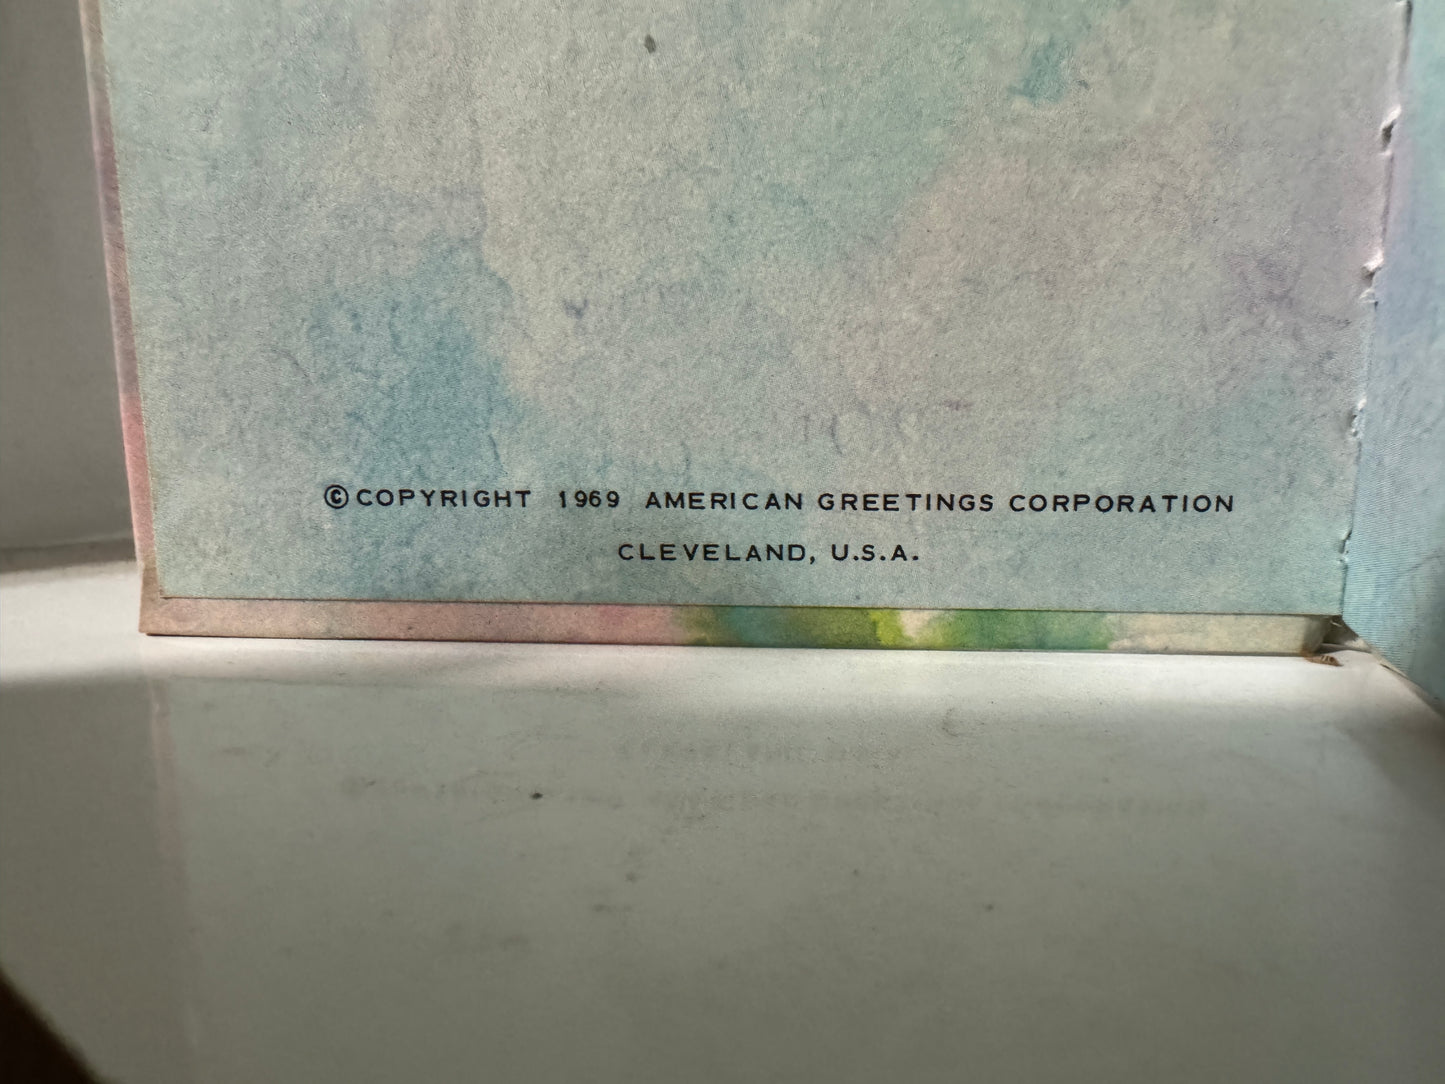 ©COPYRIGHT 1969 AMERICAN GREETINGS CORPORATION
CLEVELAND, U.S.A.